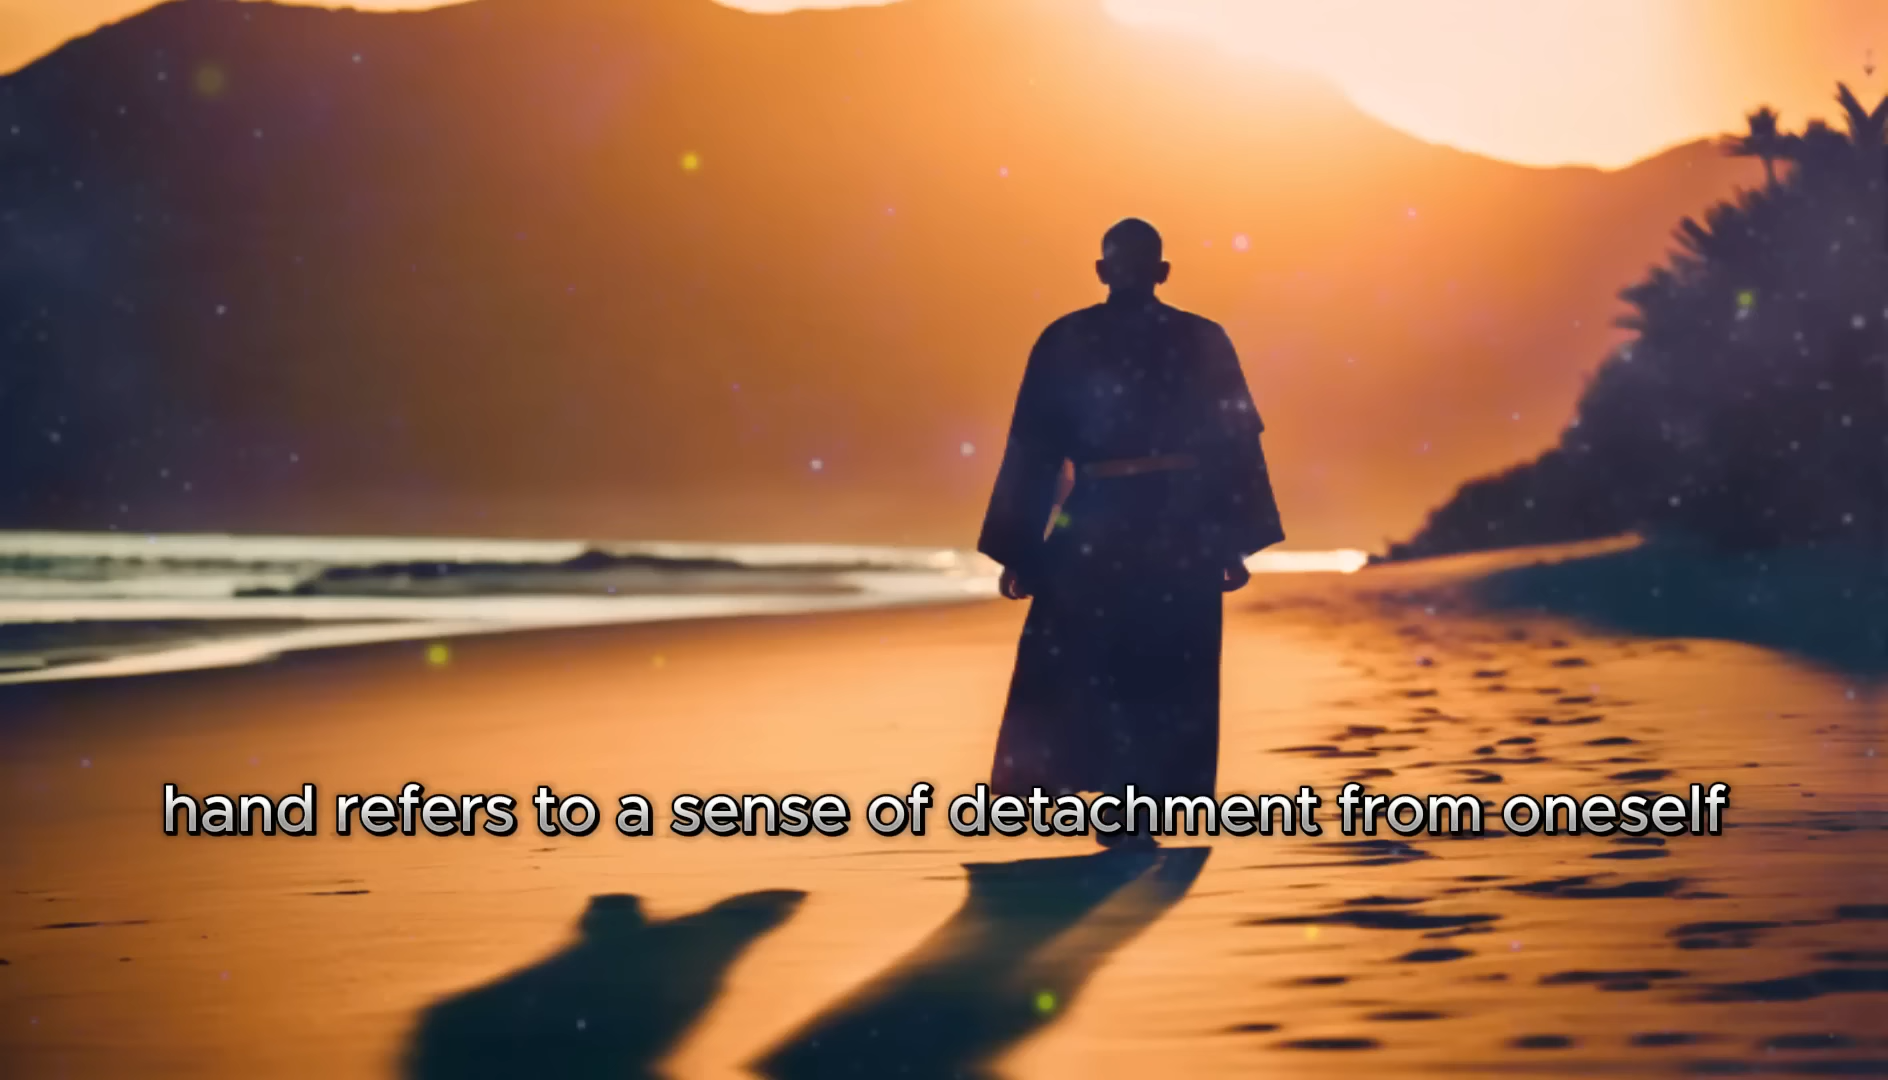 hand refers to a sense of detachment from oneself